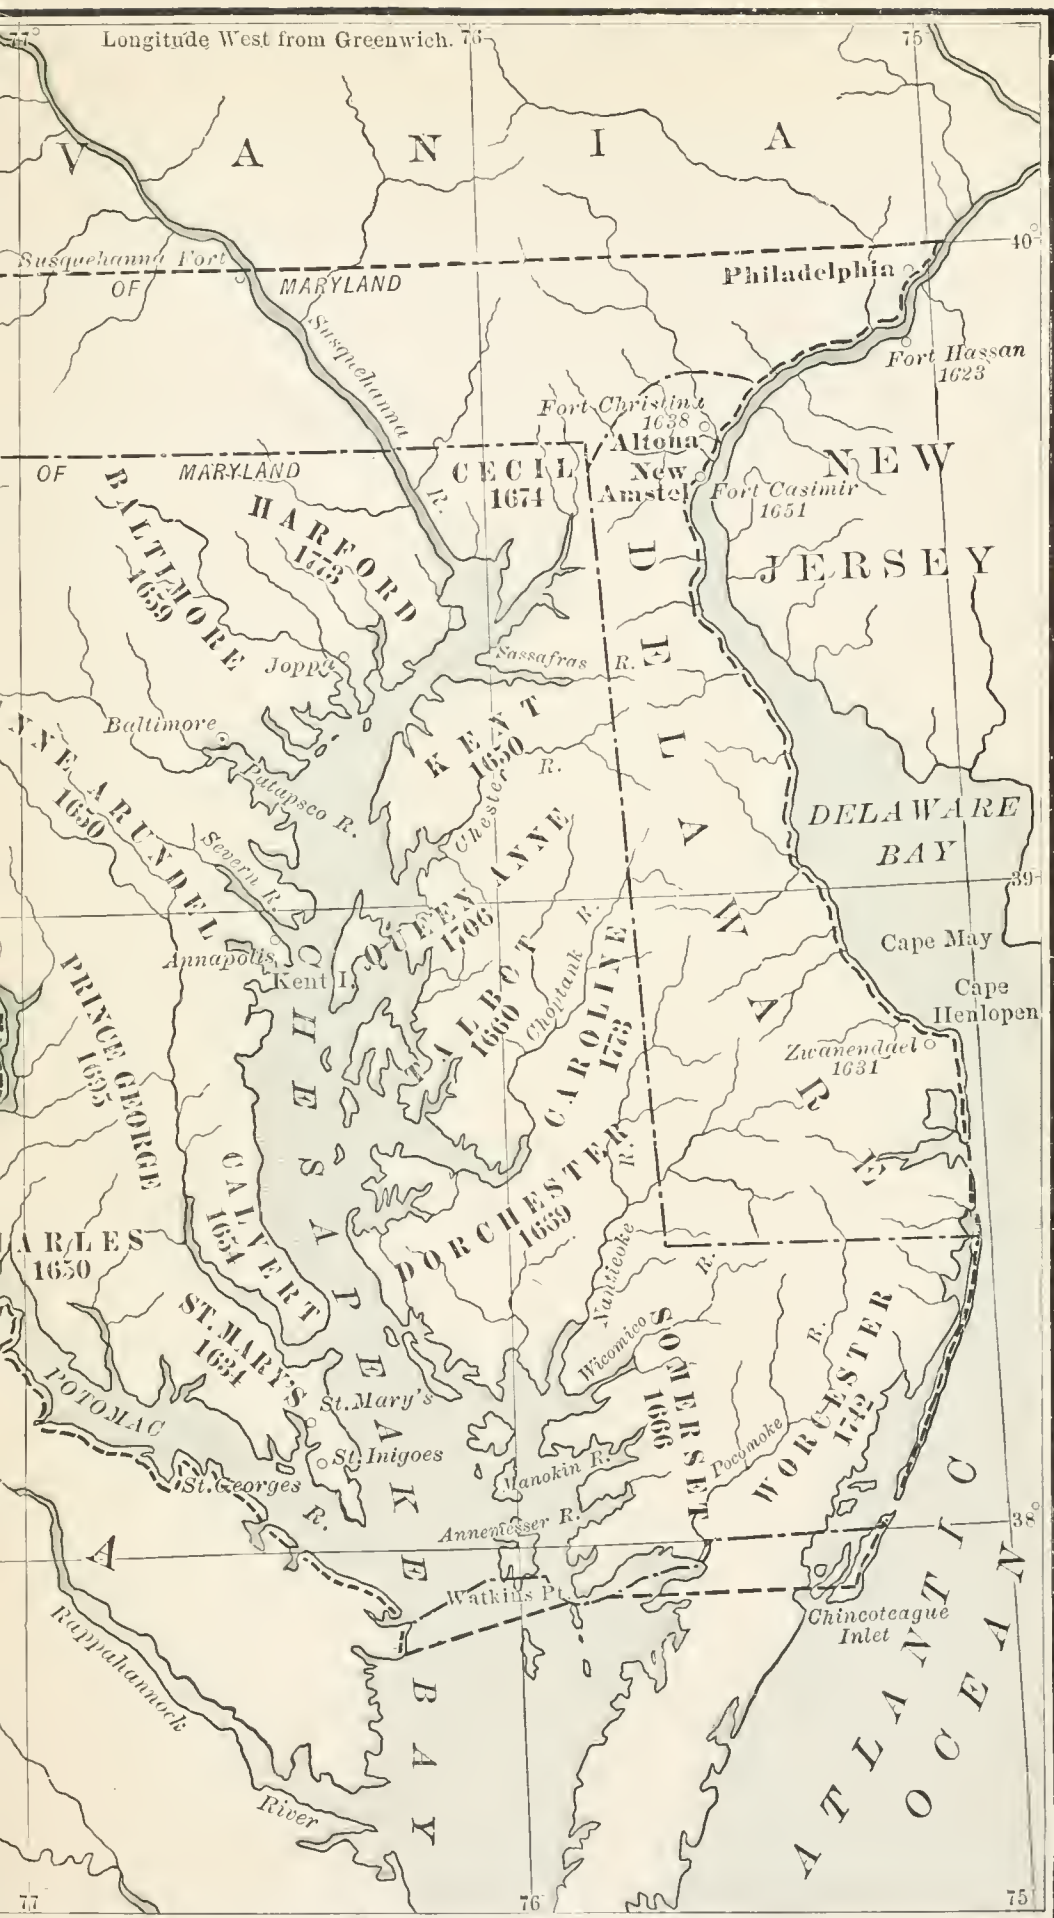 77°
Longitude West from Greenwich.
76
75
V A N I A
Susquehanna Fort
OF MARYLAND
40°
Philadelphia
Susquehanna
R.
Fort Hassan
1623
Fort Christina
1638
Altona
New
Amstel
Fort Casimir
1651
NEW
JERSEY
OF MARYLAND
CECIL
1674
BALTIMORE
1659
HARFORD
1773
DELAWARE
Joppa
Sassafras R.
Baltimore
Patapsco R.
KENT
1650
Chester
R.
NNE ARUNDEL
1650
Severn R.
QUEEN ANNE
1706
DELAWARE
BAY
39°
Annapolis
Kent I.
CHESAPEAKE
BAY
TALBOT
1660
Choptank
R.
CAROLINE
1773
Cape May
Cape
Henlopen
Zwanendael
1631
PRINCE GEORGE
1695
CALVERT
1654
DORCHESTER
1669
R.
Nanticoke
ARLES
1650
ST. MARY'S
1634
Wicomico
R.
SOMERSET
1666
WORCESTER
1742
R.
Pocomoke
POTOMAC
R.
St. Mary's
St. Inigoes
St. Georges
Manokin R.
Annemesser R.
38°
A
Watkins Pt.
Chincoteague
Inlet
Rappahannock
River
ATLANTIC
OCEAN
77
76
75